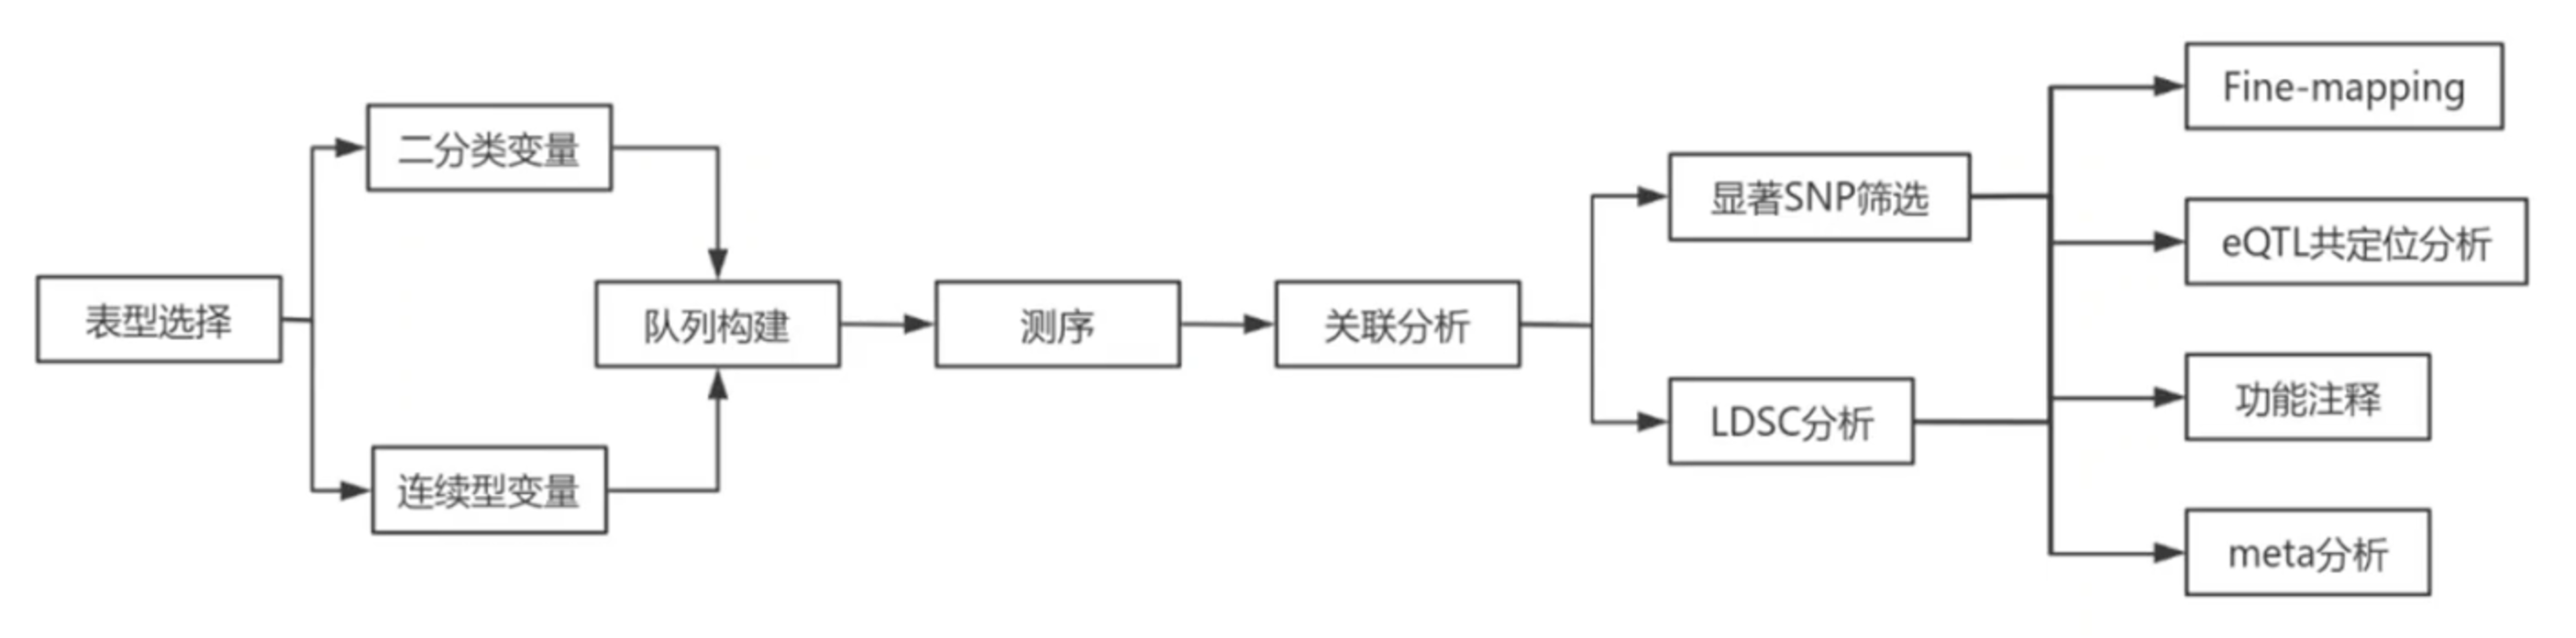 表型选择
二分类变量
连续型变量
队列构建
测序
关联分析
显著SNP筛选
LDSC分析
Fine-mapping
eQTL共定位分析
功能注释
meta分析